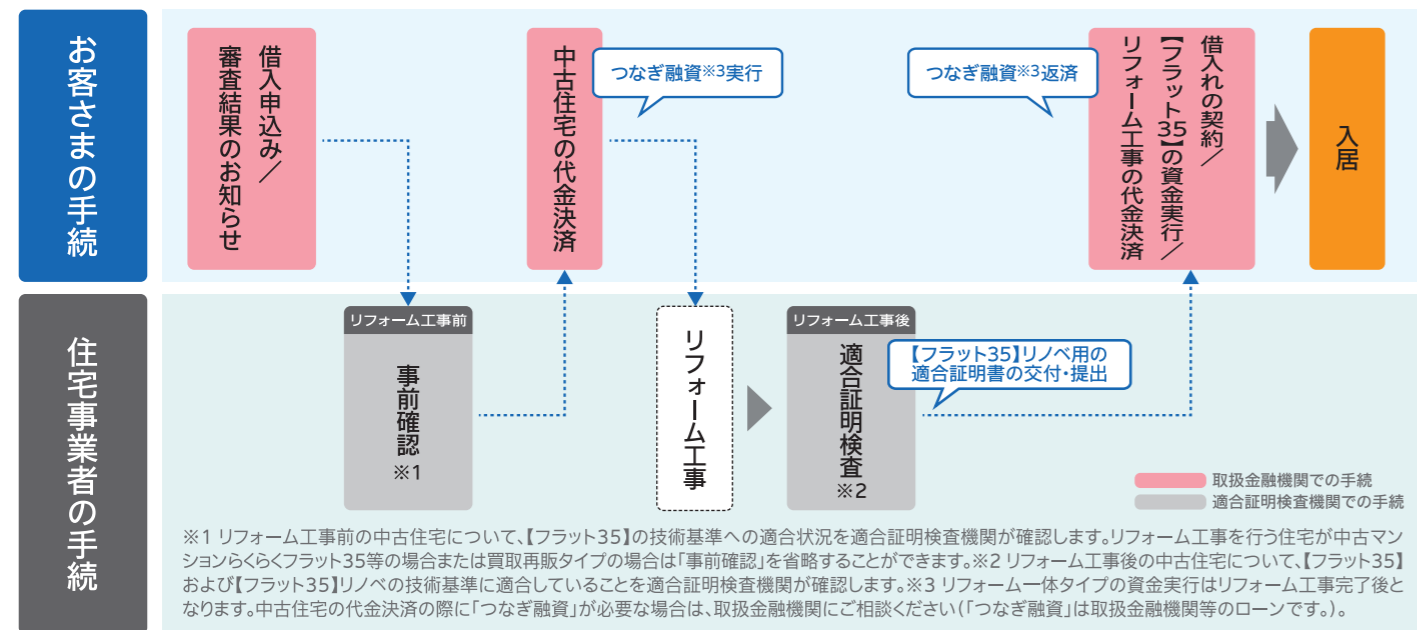 お客さまの手続
借入申込み／
審査結果のお知らせ
中古住宅の代金決済
つなぎ融資※3実行
つなぎ融資※3返済
借入れの契約／
【フラット35】の資金実行／
リフォーム工事の代金決済
入居
住宅事業者の手続
リフォーム工事前
事前確認
※1
リフォーム工事
リフォーム工事後
適合証明検査
※2
【フラット35】リノベ用の
適合証明書の交付・提出
取扱金融機関での手続
適合証明検査機関での手続
※1 リフォーム工事前の中古住宅について、【フラット35】の技術基準への適合状況を適合証明検査機関が確認します。リフォーム工事を行う住宅が中古マン
ションらくらくフラット35等の場合または買取再販タイプの場合は「事前確認」を省略することができます。※2 リフォーム工事後の中古住宅について、【フラット35】
および【フラット35】リノベの技術基準に適合していることを適合証明検査機関が確認します。※3 リフォーム一体タイプの資金実行はリフォーム工事完了後と
なります。中古住宅の代金決済の際に「つなぎ融資」が必要な場合は、取扱金融機関にご相談ください（「つなぎ融資」は取扱金融機関等のローンです。）。